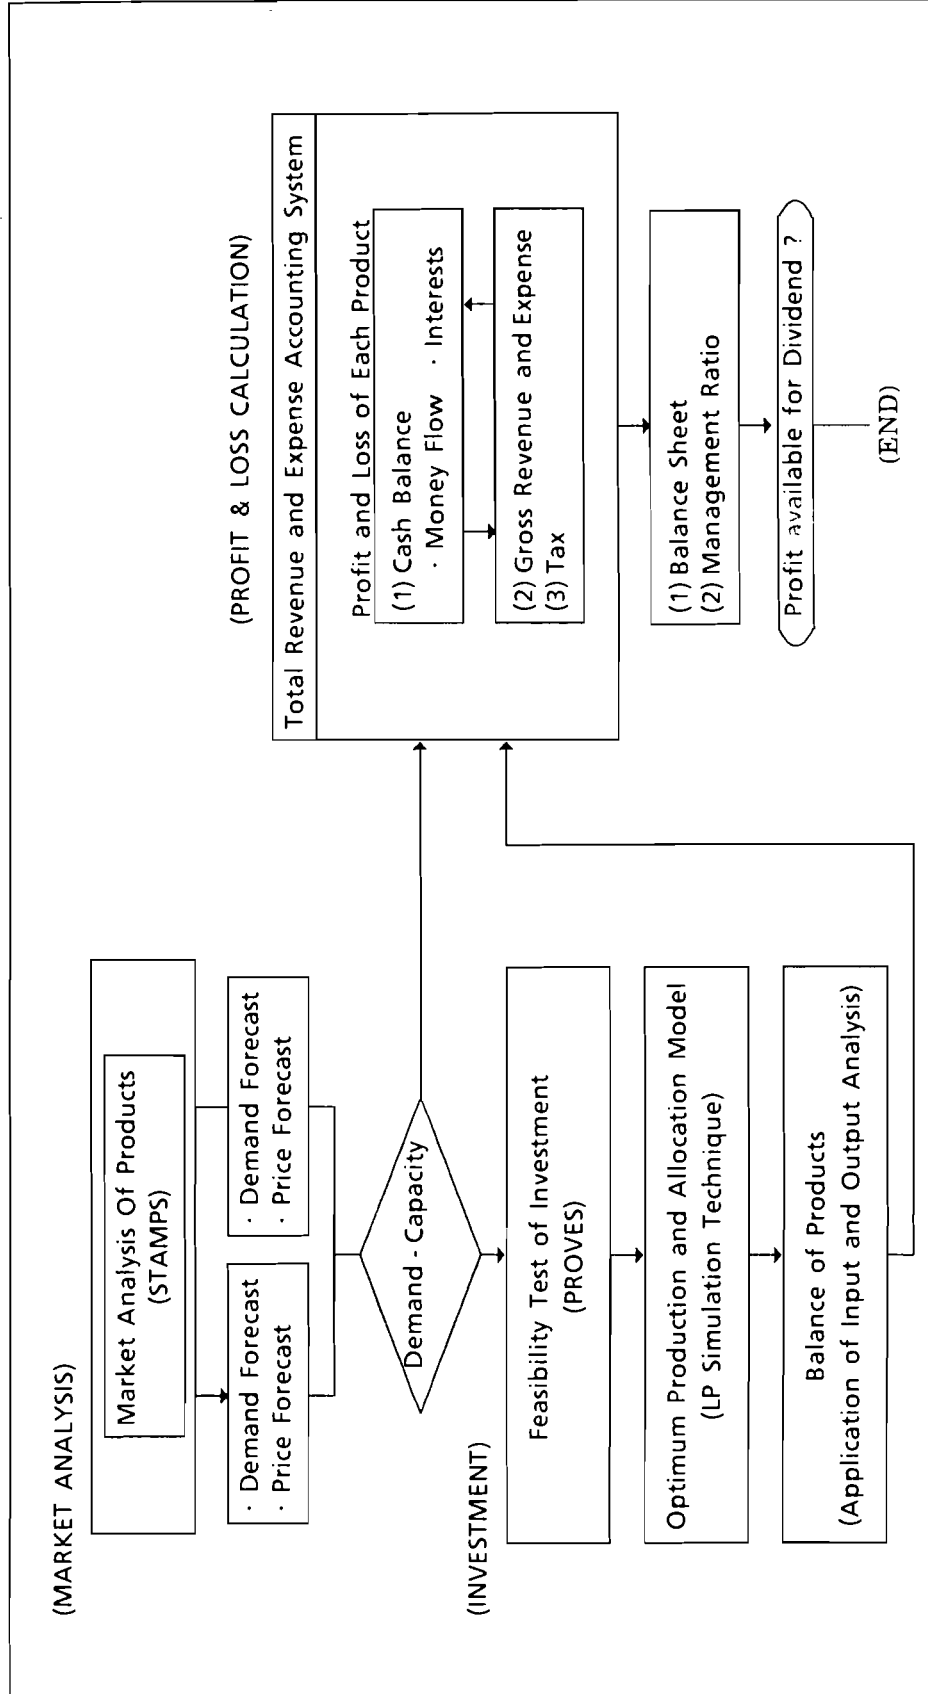 (MARKET ANALYSIS)
Market Analysis Of Products
(STAMPS)
· Demand Forecast
· Price Forecast
· Demand Forecast
· Price Forecast
Demand - Capacity
(INVESTMENT)
Feasibility Test of Investment
(PROVES)
Optimum Production and Allocation Model
(LP Simulation Technique)
Balance of Products
(Application of Input and Output Analysis)
(PROFIT & LOSS CALCULATION)
Total Revenue and Expense Accounting System
Profit and Loss of Each Product
(1) Cash Balance
· Money Flow · Interests
(2) Gross Revenue and Expense
(3) Tax
(1) Balance Sheet
(2) Management Ratio
Profit available for Dividend ?
(END)